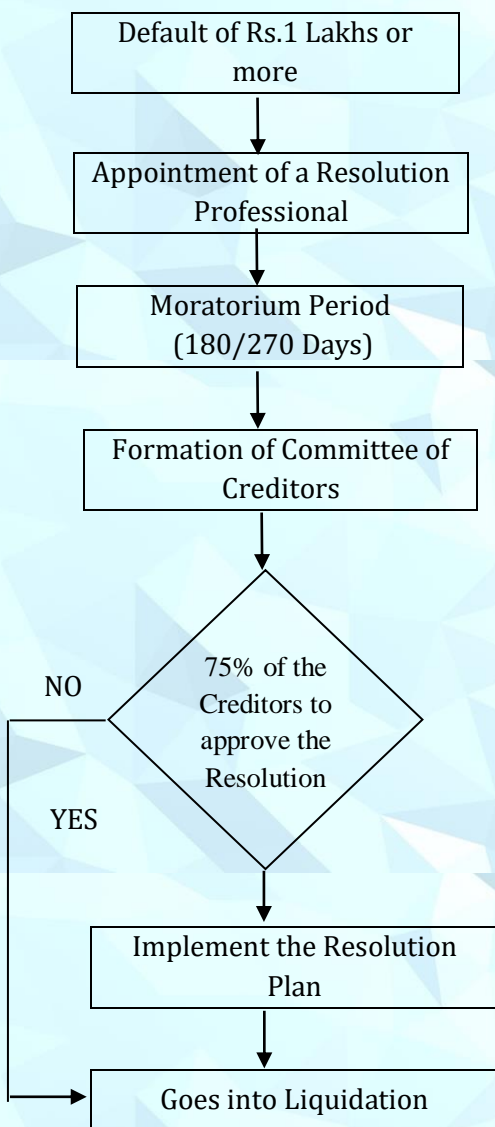 Default of Rs.1 Lakhs or
more
Appointment of a Resolution
Professional
Moratorium Period
(180/270 Days)
Formation of Committee of
Creditors
75% of the
Creditors to
approve the
Resolution
NO
YES
Implement the Resolution
Plan
Goes into Liquidation